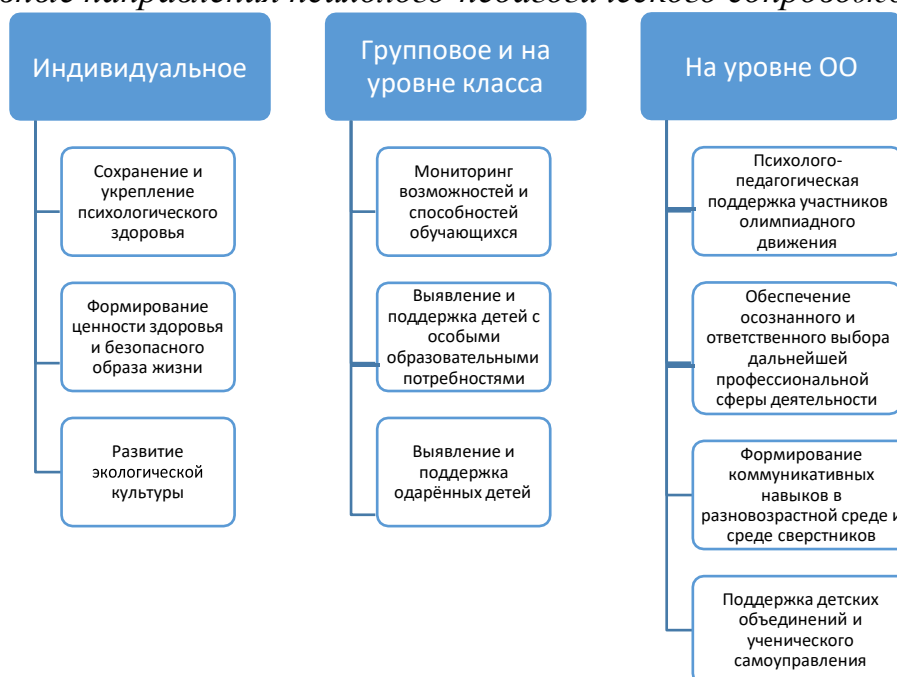 психолого-педагогического
Индивидуальное
Сохранение и
укрепление
психологического
здоровья
Формирование
ценности здоровья
и безопасного
образа жизни
Развитие
экологической
культуры
Групповое и на
уровне класса
Мониторинг
возможностей и
способностей
обучающихся
Выявление и
поддержка детей с
особыми
образовательными
потребностями
Выявление и
поддержка
одарённых детей
На уровне ОО
Психолого-
педагогическая
поддержка участников
олимпиадного
движения
Обеспечение
осознанного и
ответственного выбора
дальнейшей
профессиональной
сферы деятельности
Формирование
коммуникативных
навыков в
разновозрастной среде и
среде сверстников
Поддержка детских
объединений и
ученического
самоуправления